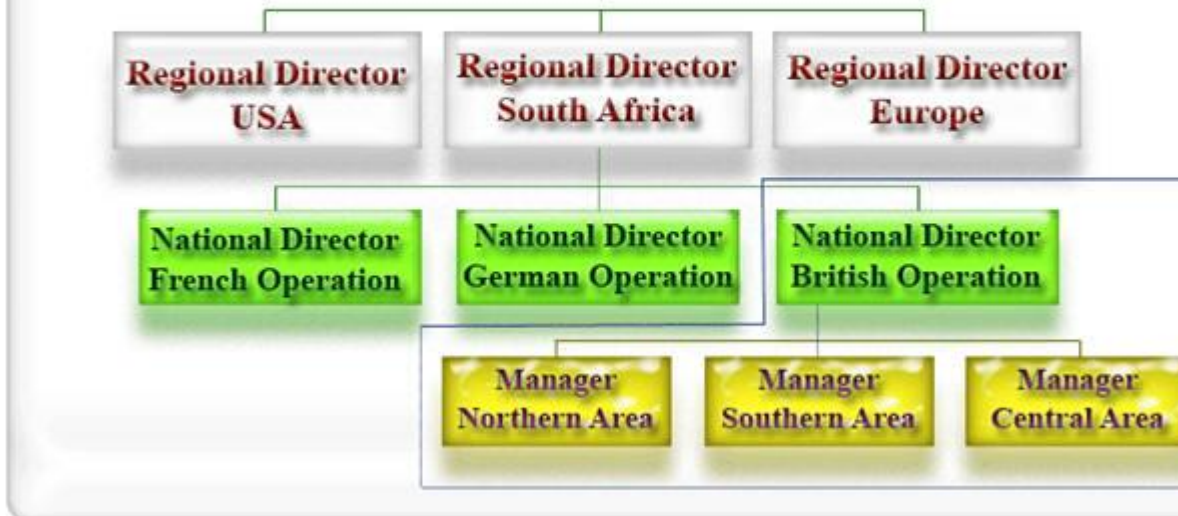 Regional Director
USA
Regional Director
South Africa
Regional Director
Europe
National Director
French Operation
National Director
German Operation
National Director
British Operation
Manager
Northern Area
Manager
Southern Area
Manager
Central Area